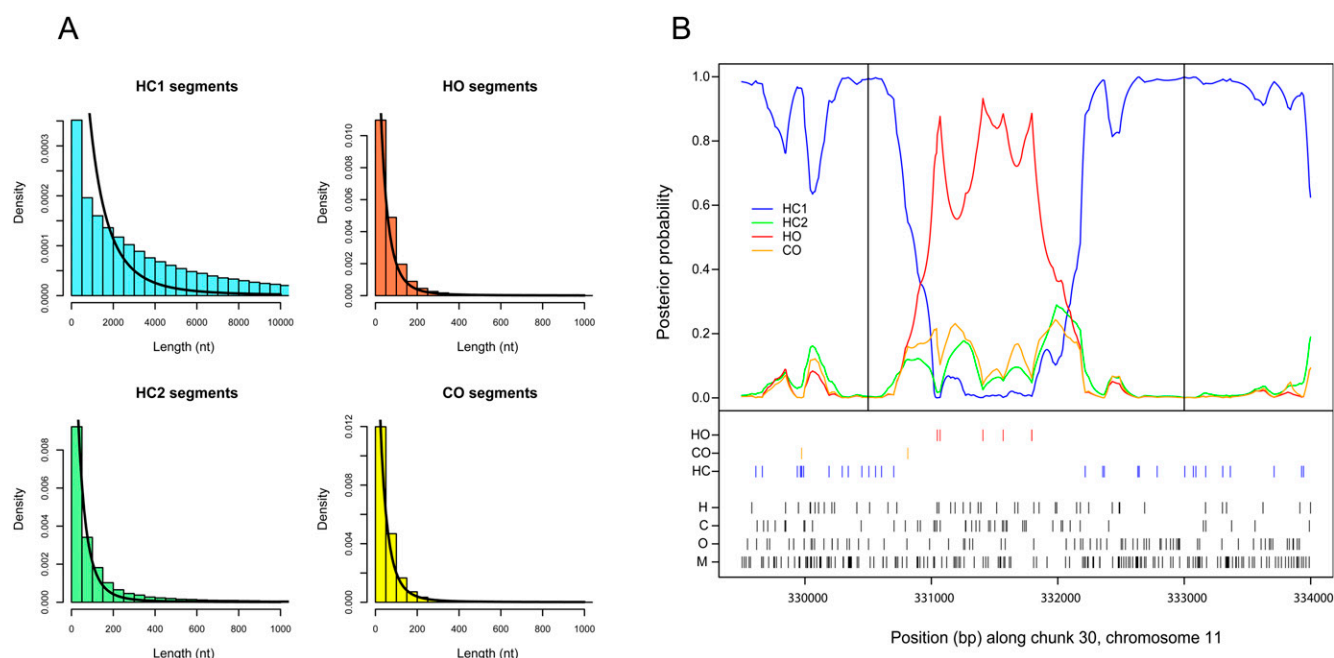 A
HC1 segments
Density
0.0000 0.0001 0.0002 0.0003
0 2000 4000 6000 8000 10000
Length (nt)
HO segments
Density
0.000 0.002 0.004 0.006 0.008 0.010
0 200 400 600 800 1000
Length (nt)
HC2 segments
Density
0.000 0.002 0.004 0.006 0.008
0 200 400 600 800 1000
Length (nt)
CO segments
Density
0.000 0.004 0.008 0.012
0 200 400 600 800 1000
Length (nt)
B
Posterior probability
1.0
0.8
0.6
0.4
0.2
0.0
HC1
HC2
HO
CO
HO
CO
HC
H
C
O
M
330000 331000 332000 333000 334000
Position (bp) along chunk 30, chromosome 11